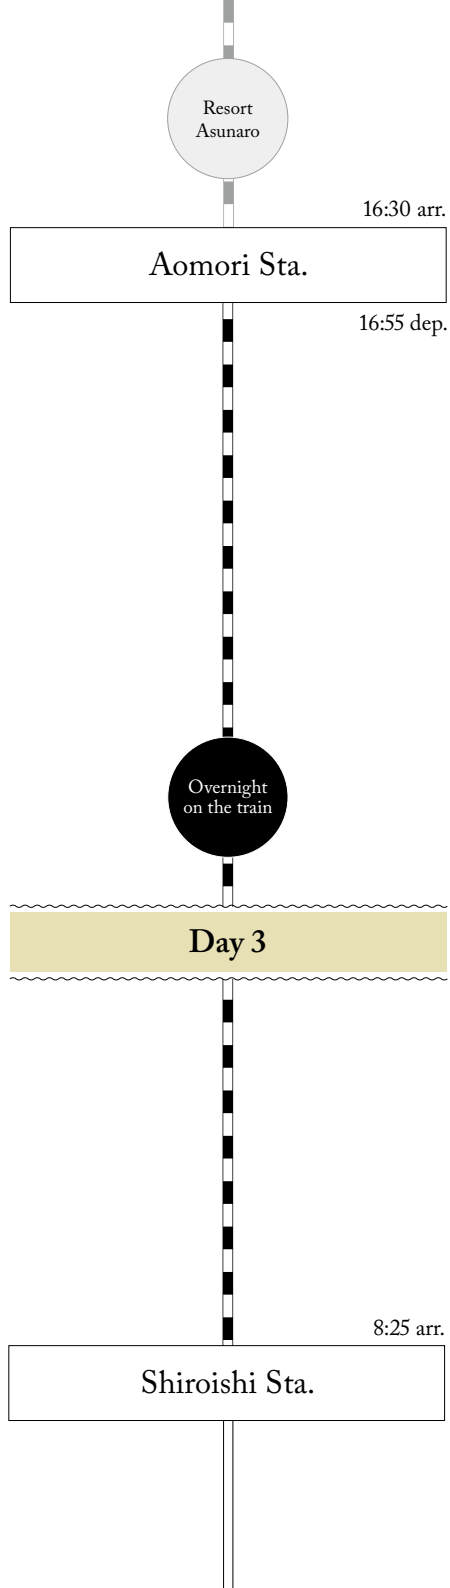 Resort
Asunaro
16:30 arr.
Aomori Sta.
16:55 dep.
Overnight
on the train
Day 3
8:25 arr.
Shiroishi Sta.